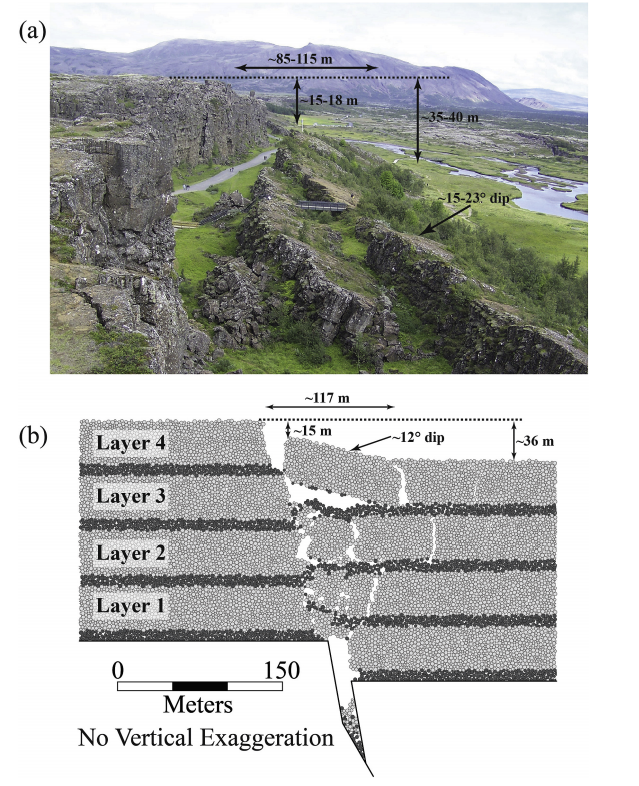 (a)
~85-115 m
~15-18 m
~35-40 m
~15-23° dip
(b)
~117 m
~15 m
~12° dip
~36 m
Layer 4
Layer 3
Layer 2
Layer 1
0 150
Meters
No Vertical Exaggeration